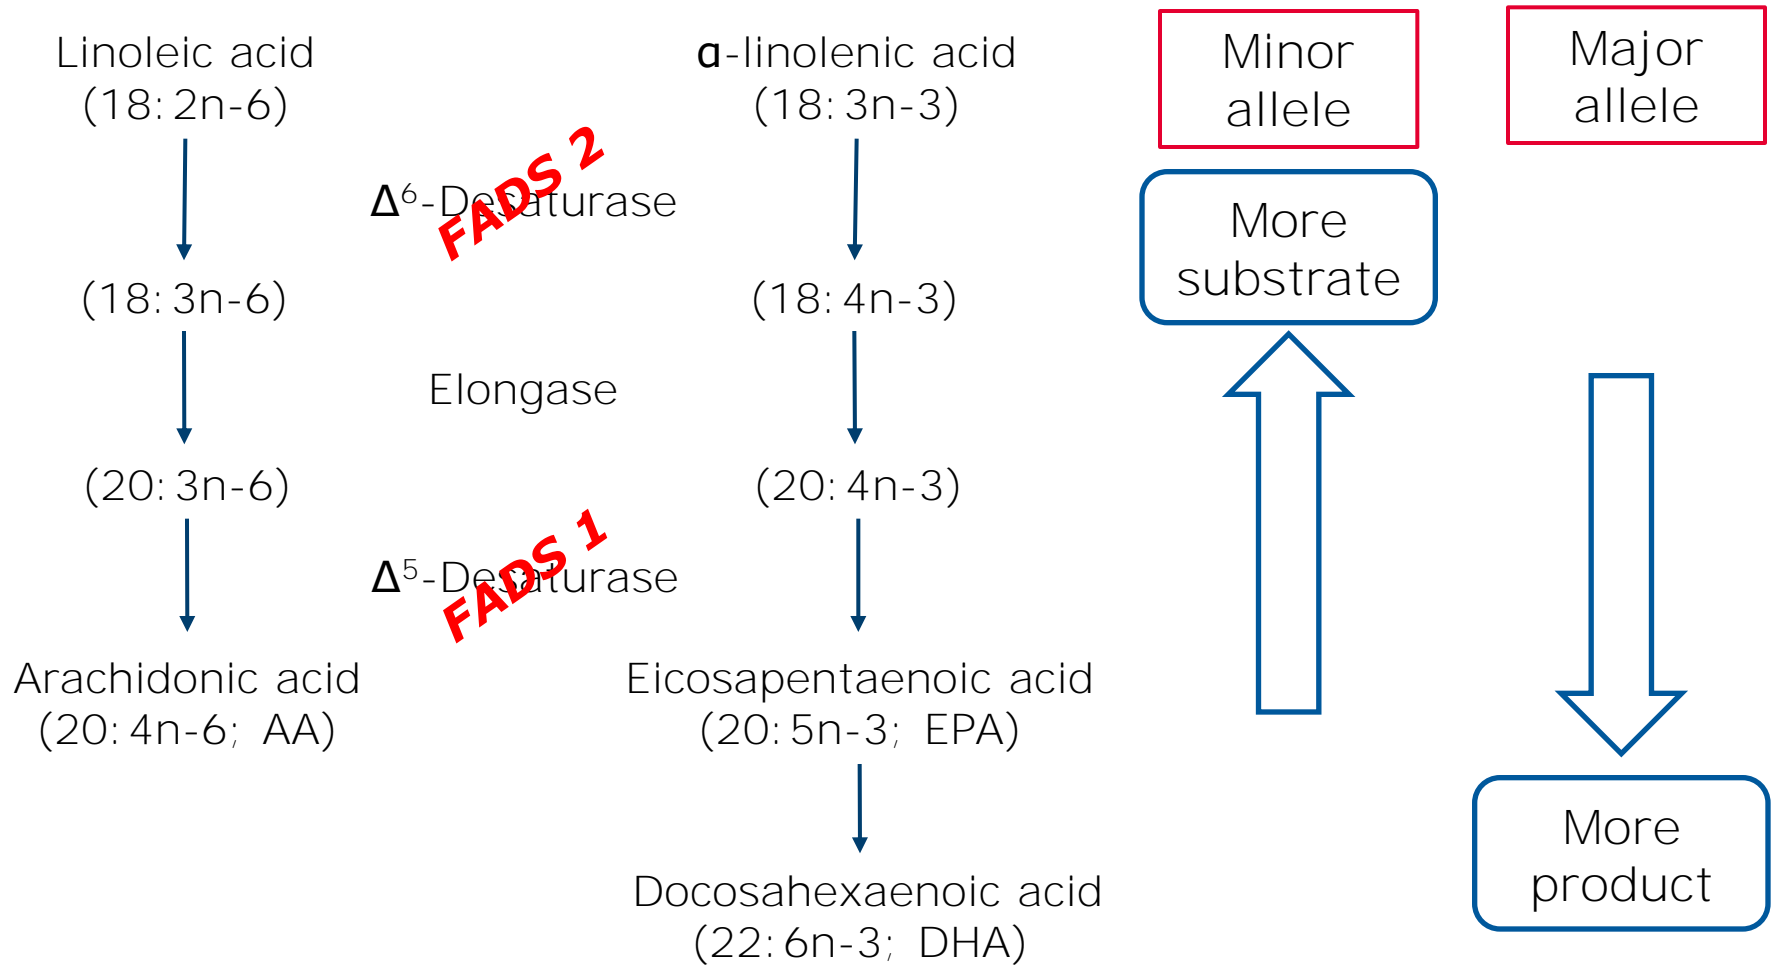 Linoleic acid
(18:2n-6)
α-linolenic acid
(18:3n-3)
Minor
allele
Major
allele
FADS 2
Δ⁶-Desaturase
More
substrate
(18:3n-6)
(18:4n-3)
Elongase
(20:3n-6)
(20:4n-3)
FADS 1
Δ⁵-Desaturase
Arachidonic acid
(20:4n-6; AA)
Eicosapentaenoic acid
(20:5n-3; EPA)
More
product
Docosahexaenoic acid
(22:6n-3; DHA)